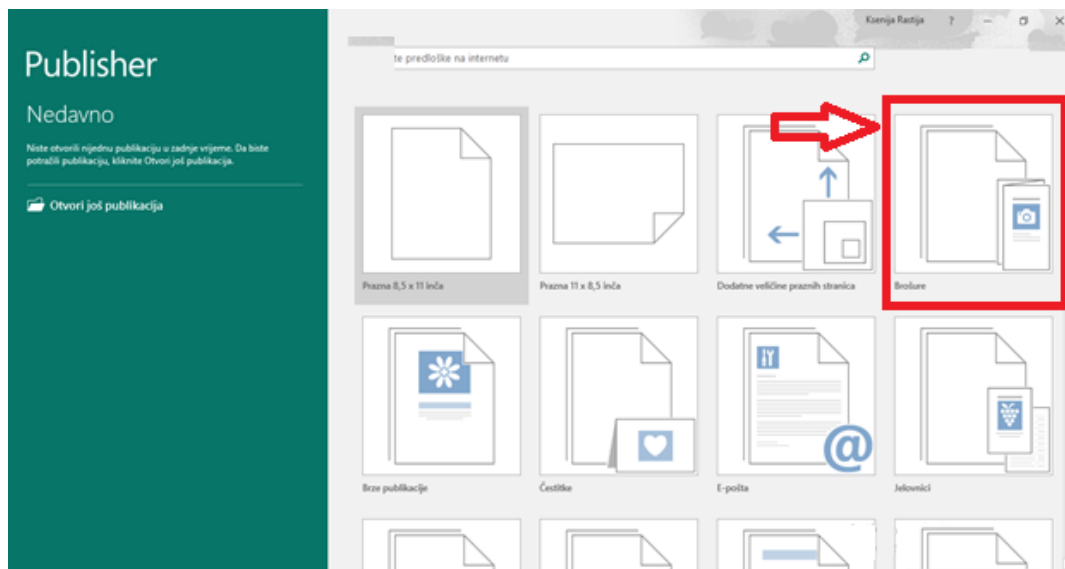 Ksenija Rastija ?
Publisher
te predloške na internetu
Nedavno
Niste otvorili nijednu publikaciju u zadnje vrijeme. Da biste
potražili publikaciju, kliknite Otvori još publikacija.
Otvori još publikacija
Prazna 8,5 x 11 inča
Prazna 11 x 8,5 inča
Dodatne veličine praznih stranica
Brošure
Brze publikacije
Čestitke
E-pošta
Jelovnici
@